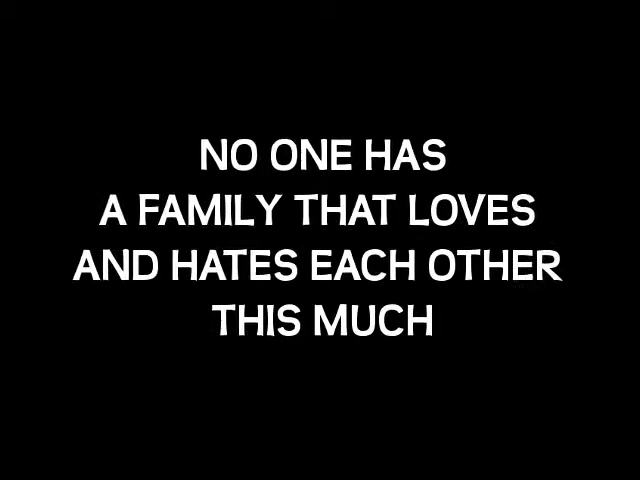 NO ONE HAS
A FAMILY THAT LOVES
AND HATES EACH OTHER
THIS MUCH